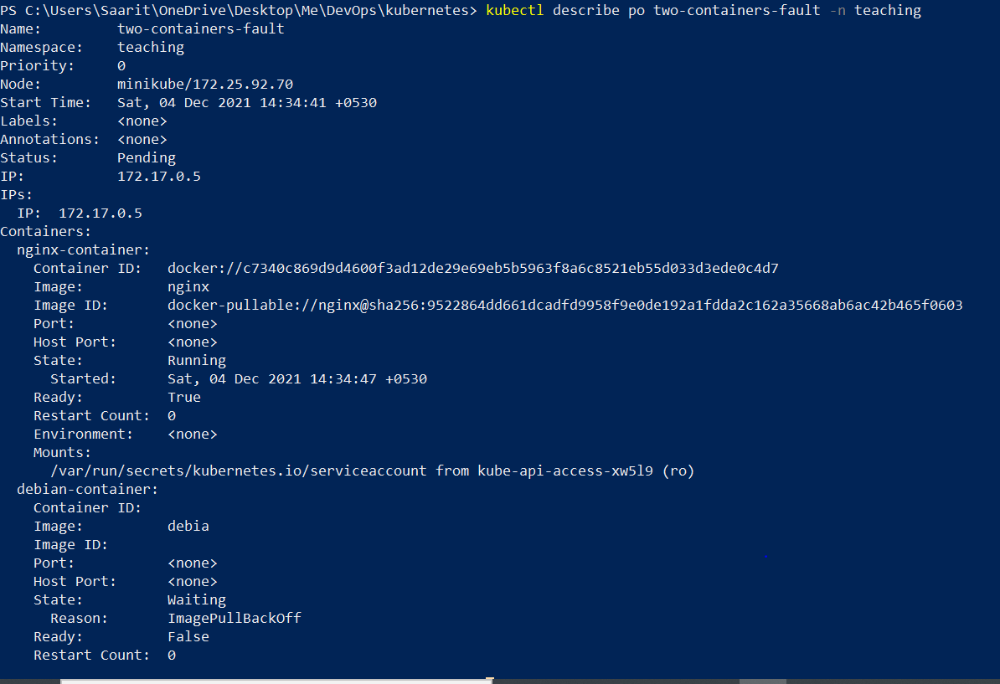 PS C:\Users\Saarit\OneDrive\Desktop\Me\DevOps\kubernetes> kubectl describe po two-containers-fault -n teaching
Name:         two-containers-fault
Namespace:    teaching
Priority:     0
Node:         minikube/172.25.92.70
Start Time:   Sat, 04 Dec 2021 14:34:41 +0530
Labels:       <none>
Annotations:  <none>
Status:       Pending
IP:           172.17.0.5
IPs:
  IP:  172.17.0.5
Containers:
  nginx-container:
    Container ID:   docker://c7340c869d9d4600f3ad12de29e69eb5b5963f8a6c8521eb55d033d3ede0c4d7
    Image:          nginx
    Image ID:       docker-pullable://nginx@sha256:9522864dd661dcadfd9958f9e0de192a1fdda2c162a35668ab6ac42b465f0603
    Port:           <none>
    Host Port:      <none>
    State:          Running
      Started:      Sat, 04 Dec 2021 14:34:47 +0530
    Ready:          True
    Restart Count:  0
    Environment:    <none>
    Mounts:
      /var/run/secrets/kubernetes.io/serviceaccount from kube-api-access-xw5l9 (ro)
  debian-container:
    Container ID:
    Image:          debia
    Image ID:
    Port:           <none>
    Host Port:      <none>
    State:          Waiting
      Reason:       ImagePullBackOff
    Ready:          False
    Restart Count:  0